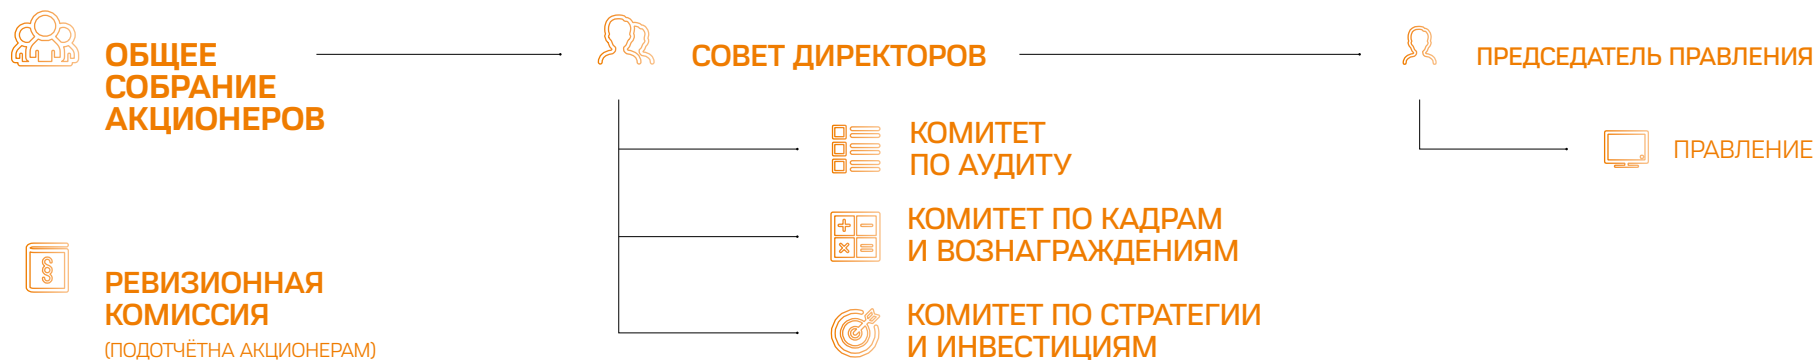 ОБЩЕЕ
СОБРАНИЕ
АКЦИОНЕРОВ
РЕВИЗИОННАЯ
КОМИССИЯ
(ПОДОТЧЁТНА АКЦИОНЕРАМ)
СОВЕТ ДИРЕКТОРОВ
КОМИТЕТ
ПО АУДИТУ
КОМИТЕТ ПО КАДРАМ
И ВОЗНАГРАЖДЕНИЯМ
КОМИТЕТ ПО СТРАТЕГИИ
И ИНВЕСТИЦИЯМ
ПРЕДСЕДАТЕЛЬ ПРАВЛЕНИЯ
ПРАВЛЕНИЕ